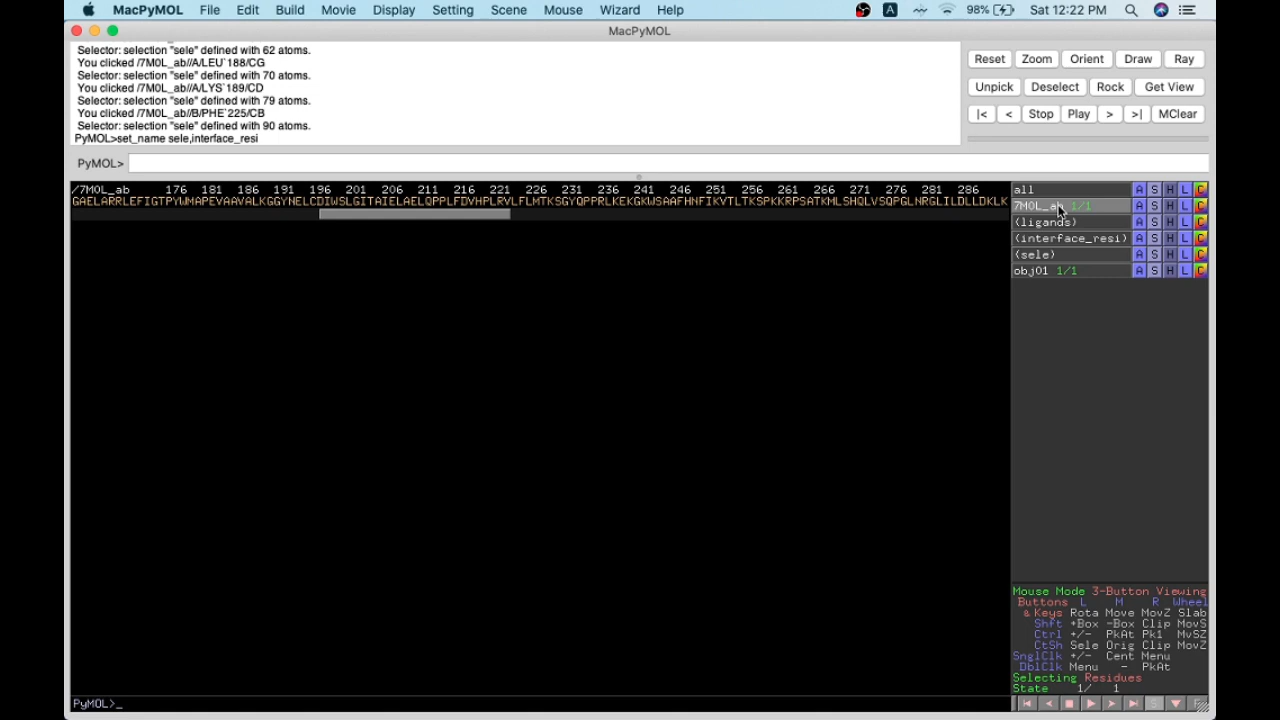 MacPyMOL File Edit Build Movie Display Setting Scene Mouse Wizard Help A 98% Sat 12:22 PM
MacPyMOL
Selector: selection "sele" defined with 62 atoms.
You clicked /7M0L_ab//A/LEU`188/CG
Selector: selection "sele" defined with 70 atoms.
You clicked /7M0L_ab//A/LYS`189/CD
Selector: selection "sele" defined with 79 atoms.
You clicked /7M0L_ab//B/PHE`225/CB
Selector: selection "sele" defined with 90 atoms.
PyMOL>set_name sele,interface_resi
Reset Zoom Orient Draw Ray
Unpick Deselect Rock Get View
|< < Stop Play > >| MClear
PyMOL>
/7M0L_ab 176 181 186 191 196 201 206 211 216 221 226 231 236 241 246 251 256 261 266 271 276 281 286
GAELARRLEFIGTPYWMAPEVAAVALKGGYNELCDIWSLGITAIELAELQPPLFDVHPLRVLFLMTKSGYQPPRLKEKGKWSAAFHNFIKVTLTKSPKKRPSATKMLSHQLVSQPGLNRGLILDLLDKLK
all A S H L C
7M0L_ab 1/1 A S H L C
(ligands) A S H L C
(interface_resi) A S H L C
(sele) A S H L C
obj01 1/1 A S H L C
Mouse Mode 3-Button Viewing
Buttons L M R Wheel
& Keys Rota Move MovZ Slab
Shft +Box -Box Clip MovS
Ctrl +/- PkAt Pk1 MvSZ
CtSh Sele Orig Clip MovZ
SnglClk +/- Cent Menu
DblClk Menu - PkAt
Selecting Residues
State 1/ 1
PyMOL>_ S F